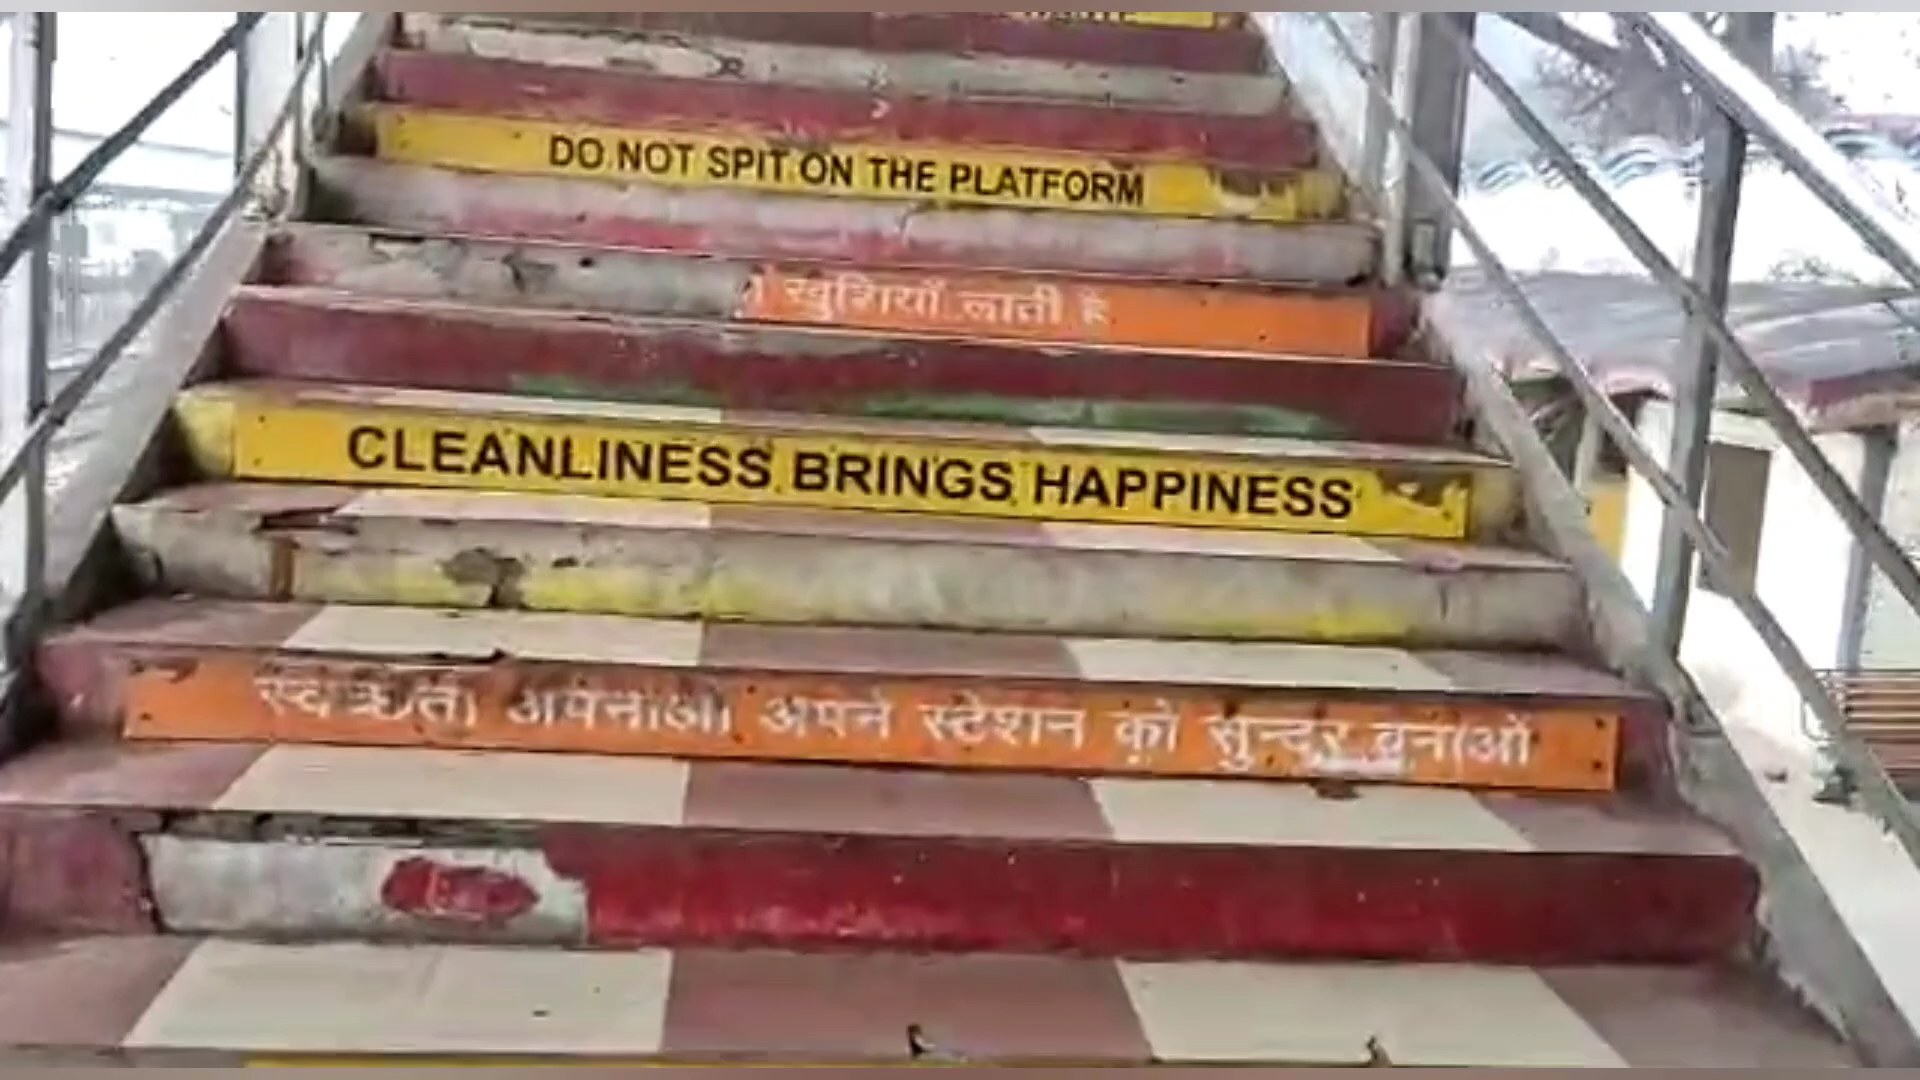 DO NOT SPIT ON THE PLATFORM
खुशियाँ लाती है
CLEANLINESS BRINGS HAPPINESS
स्वच्छता अपनाओ अपने स्टेशन को सुन्दर बनाओ